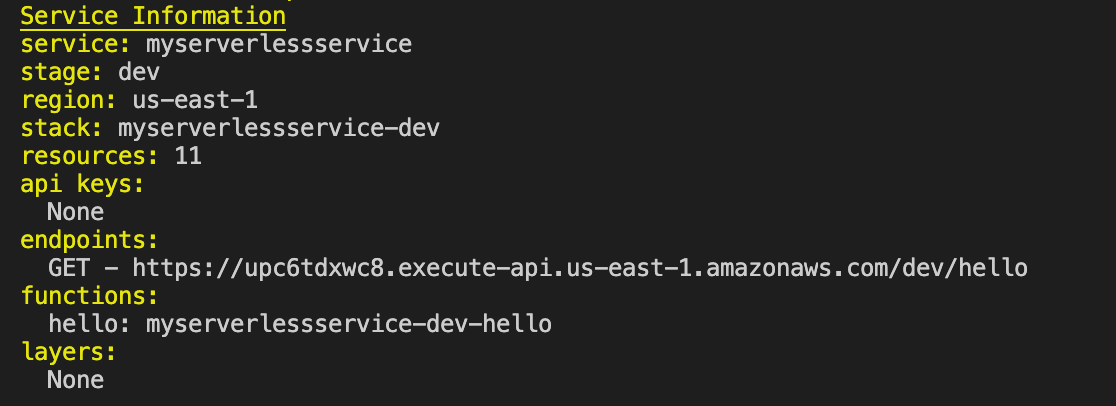 Service Information
service: myserverlessservice
stage: dev
region: us-east-1
stack: myserverlessservice-dev
resources: 11
api keys:
  None
endpoints:
  GET - https://upc6tdxwc8.execute-api.us-east-1.amazonaws.com/dev/hello
functions:
  hello: myserverlessservice-dev-hello
layers:
  None